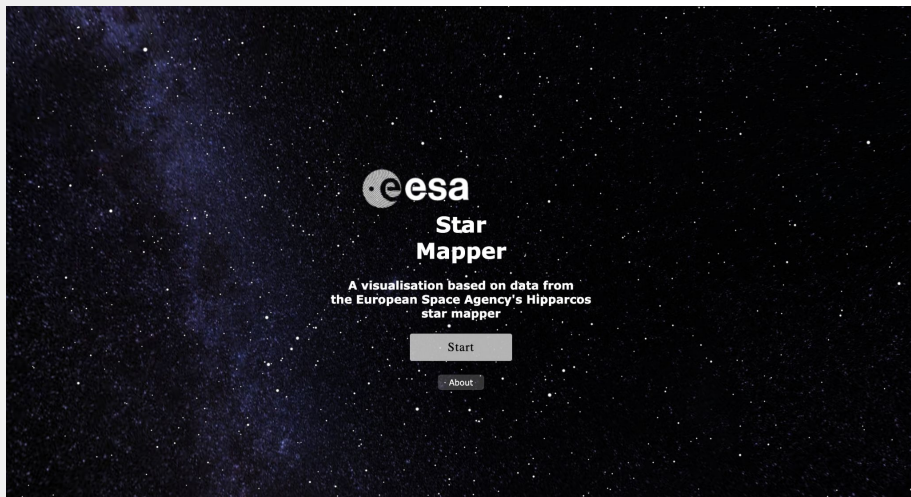 esa
Star
Mapper
A visualisation based on data from
the European Space Agency's Hipparcos
star mapper
Start
About